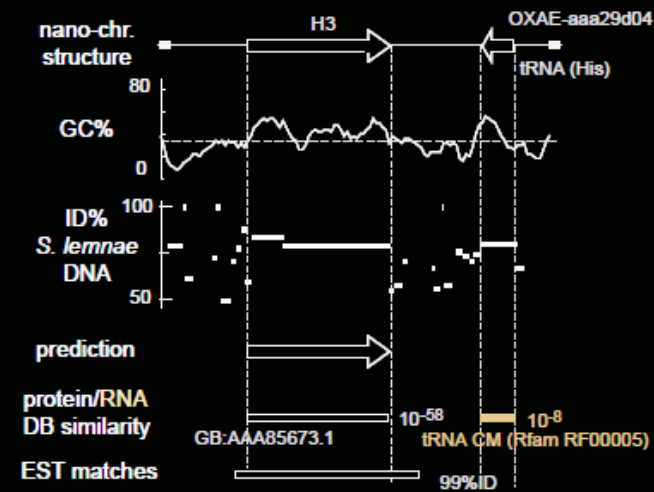 OXAE-aaa29d04
nano-chr.
structure
H3
tRNA (His)
80
GC%
0
100
ID%
S. lemnae
DNA
50
prediction
protein/RNA
DB similarity
10⁻⁵⁸
10⁻⁸
GB:AAA85673.1
tRNA CM (Rfam RF00005)
EST matches
99%ID